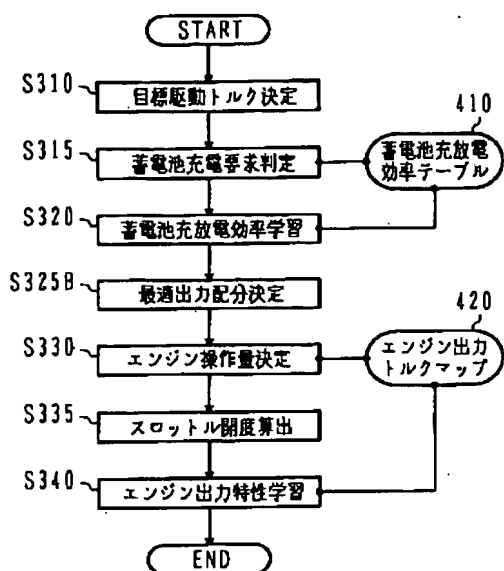 START
S310
目標駆動トルク決定
410
S315
蓄電池充電要求判定
蓄電池充放電
効率テーブル
S320
蓄電池充放電効率学習
S325B
最適出力配分決定
420
S330
エンジン操作量決定
エンジン出力
トルクマップ
S335
スロットル開度算出
S340
エンジン出力特性学習
END